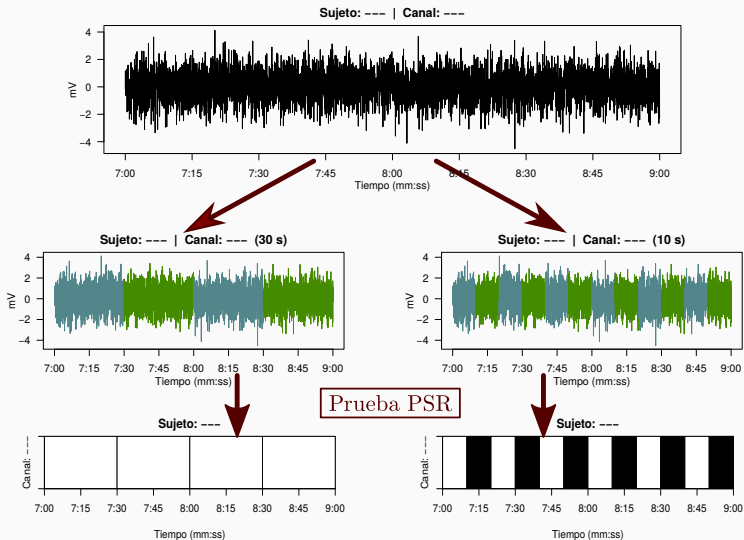 Sujeto: −−− | Canal: −−−
4
2
0
−2
−4
mV
7:00 7:15 7:30 7:45 8:00 8:15 8:30 8:45 9:00
Tiempo (mm:ss)
Sujeto: −−− | Canal: −−− (30 s)
4
2
0
−2
−4
mV
7:00 7:15 7:30 7:45 8:00 8:15 8:30 8:45 9:00
Tiempo (mm:ss)
Sujeto: −−− | Canal: −−− (10 s)
4
2
0
−2
−4
mV
7:00 7:15 7:30 7:45 8:00 8:15 8:30 8:45 9:00
Tiempo (mm:ss)
Prueba PSR
Sujeto: −−−
Canal: −−−
7:00 7:15 7:30 7:45 8:00 8:15 8:30 8:45 9:00
Tiempo (mm:ss)
Sujeto: −−−
Canal: −−−
7:00 7:15 7:30 7:45 8:00 8:15 8:30 8:45 9:00
Tiempo (mm:ss)